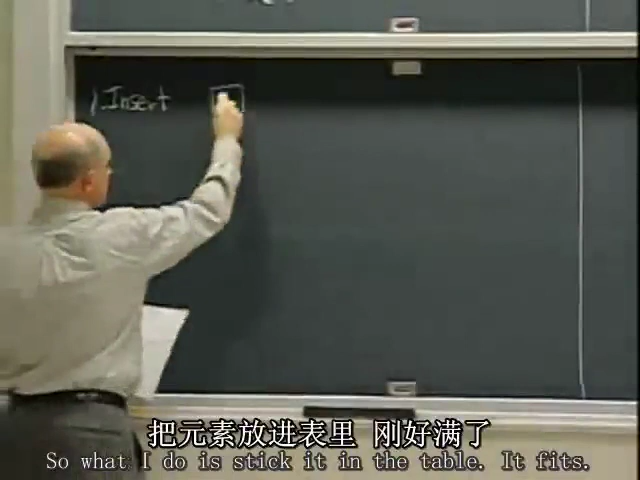 1. Insert
把元素放进表里 刚好满了
So what I do is stick it in the table. It fits.